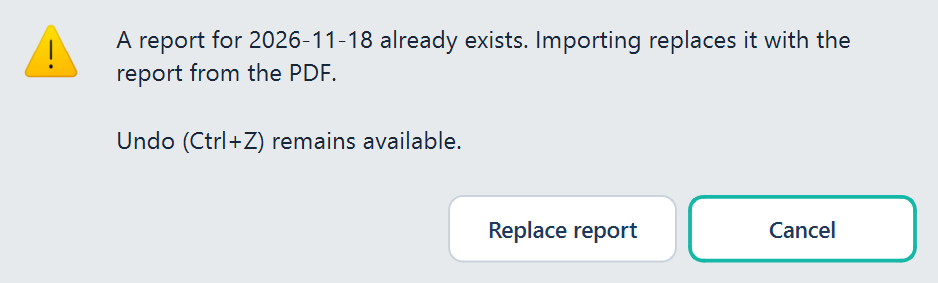 A report for 2026-11-18 already exists. Importing replaces it with the
report from the PDF.
Undo (Ctrl+Z) remains available.
Replace report
Cancel